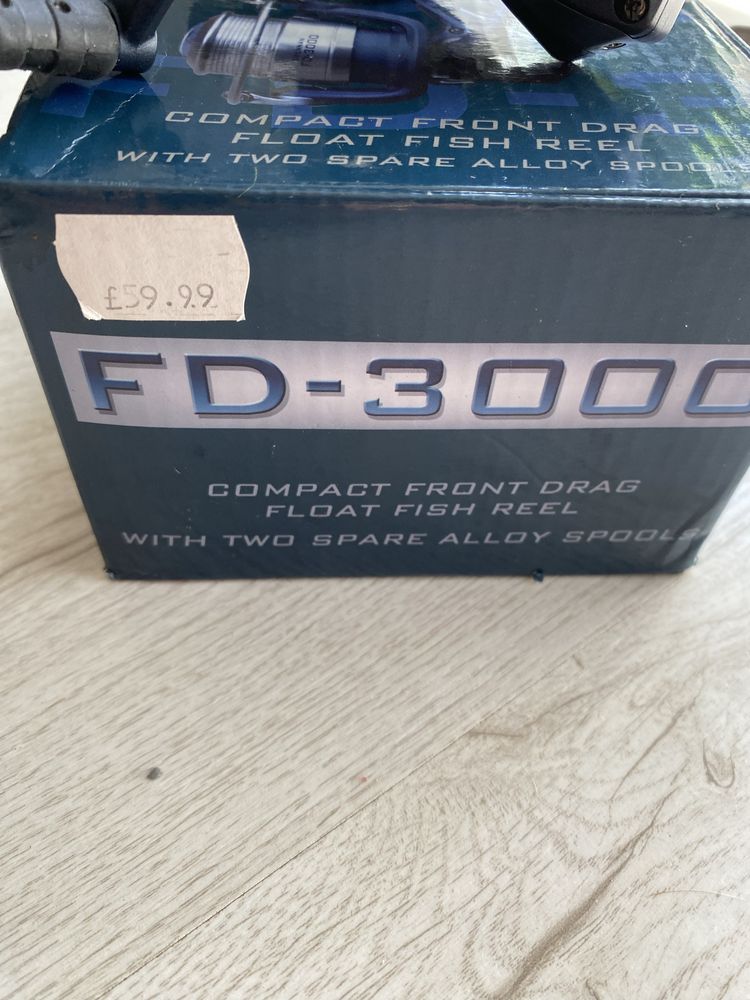 COMPACT FRONT DRAG
FLOAT FISH REEL
WITH TWO SPARE ALLOY SPOOLS
£59.99
FD-3000
COMPACT FRONT DRAG
FLOAT FISH REEL
WITH TWO SPARE ALLOY SPOOLS